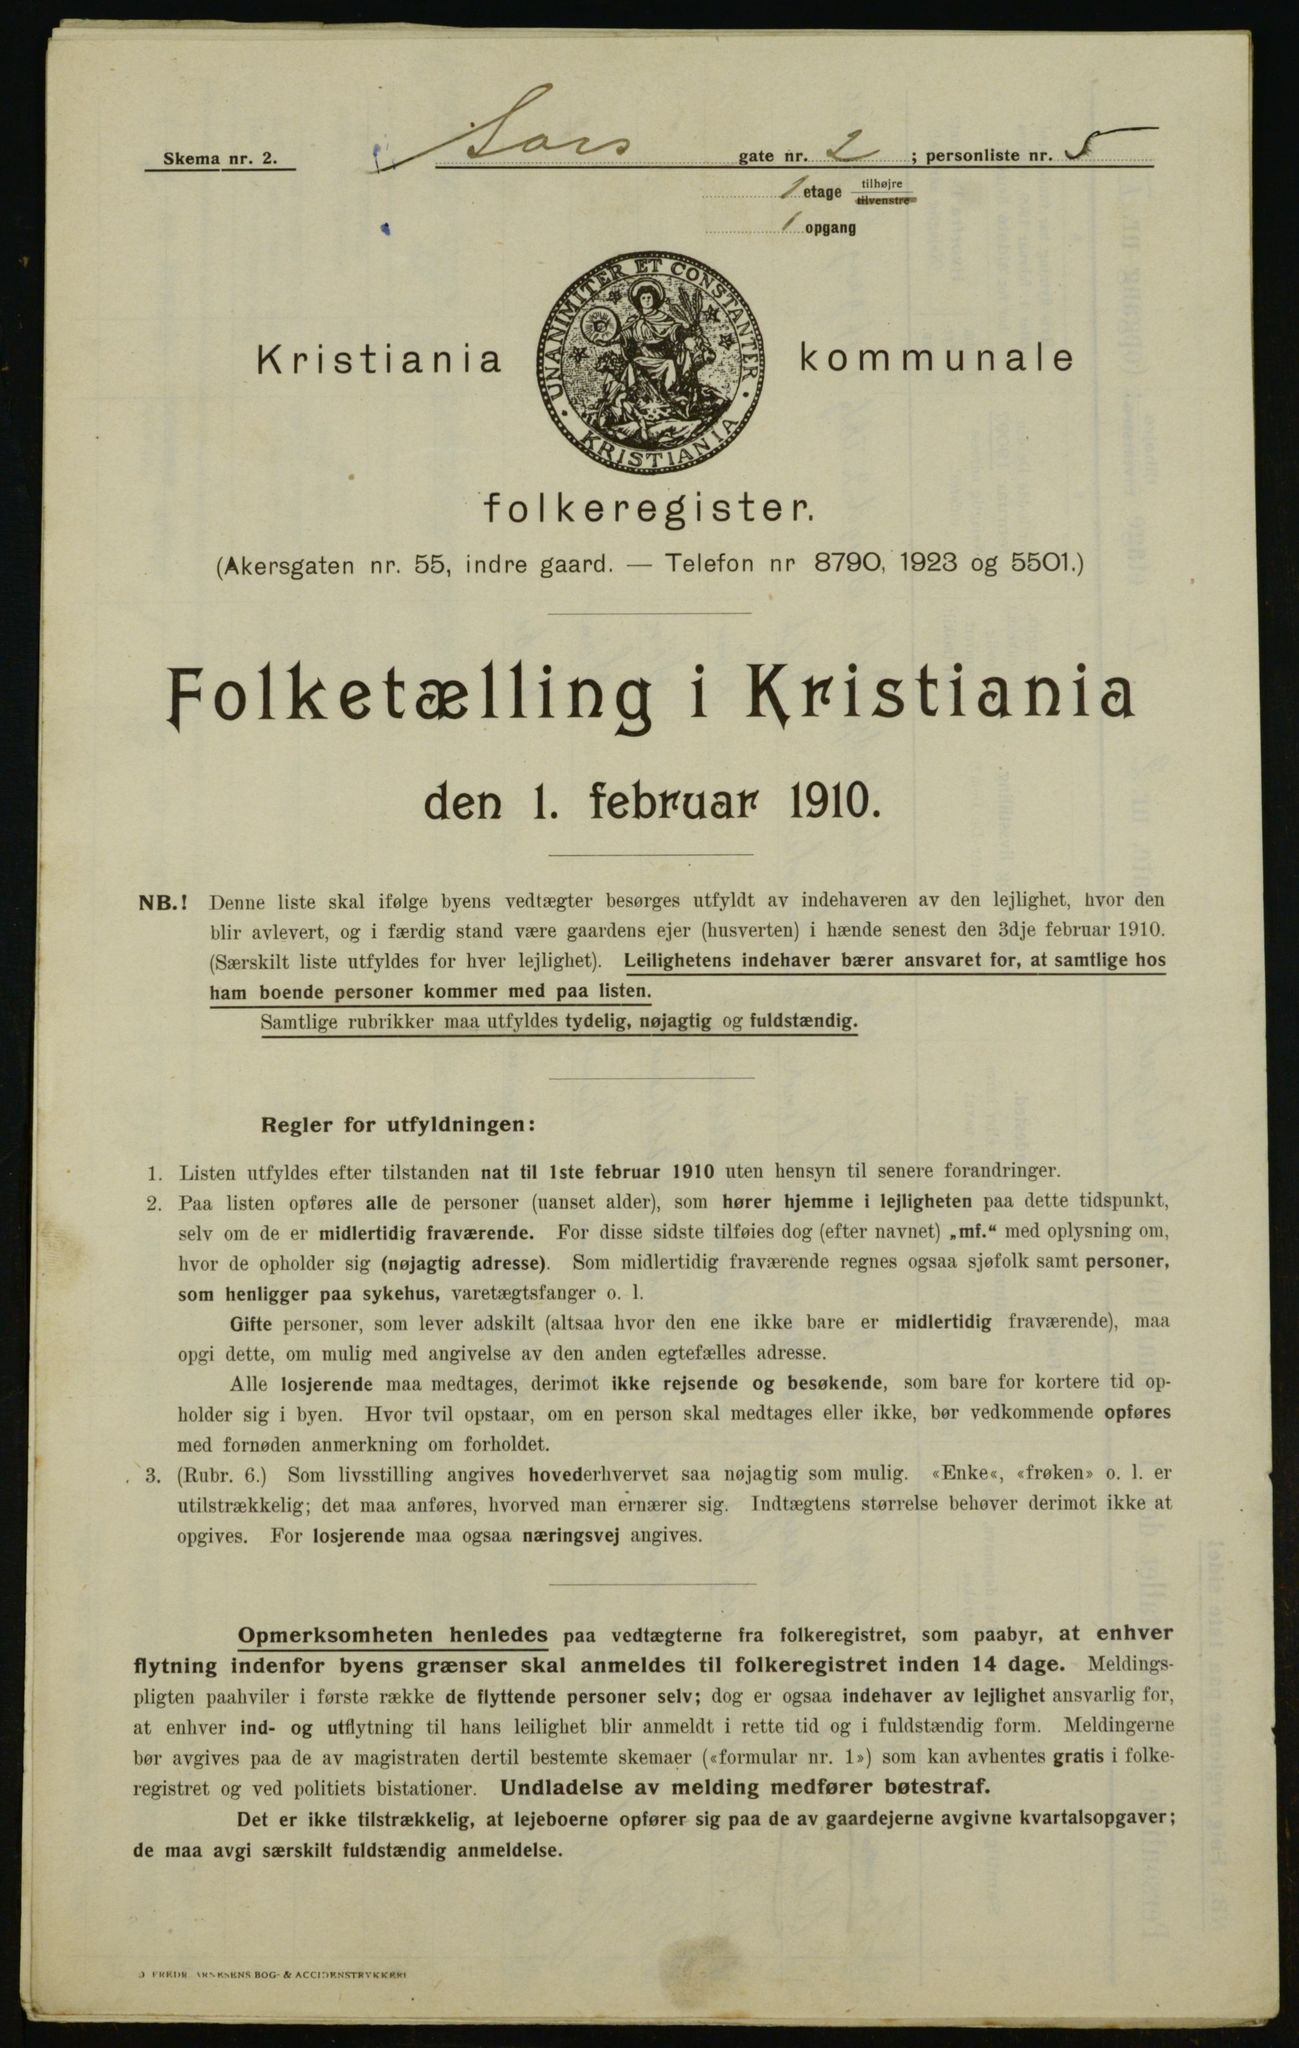 Skema nr. 2.
Sars gate nr. 2 ; personliste nr. 5
1 etage tilhøjre tilvenstre
1 opgang
UNANIMITER ET CONSTANTER
KRISTIANIA
Kristiania kommunale
folkeregister.
(Akersgaten nr. 55, indre gaard. — Telefon nr 8790, 1923 og 5501.)
Folketælling i Kristiania
den 1. februar 1910.
NB.! Denne liste skal ifølge byens vedtægter besørges utfyldt av indehaveren av den lejlighet, hvor den
blir avlevert, og i færdig stand være gaardens ejer (husverten) i hænde senest den 3dje februar 1910.
(Særskilt liste utfyldes for hver lejlighet). Leilighetens indehaver bærer ansvaret for, at samtlige hos
ham boende personer kommer med paa listen.
Samtlige rubrikker maa utfyldes tydelig, nøjagtig og fuldstændig.
Regler for utfyldningen:
1. Listen utfyldes efter tilstanden nat til 1ste februar 1910 uten hensyn til senere forandringer.
2. Paa listen opføres alle de personer (uanset alder), som hører hjemme i lejligheten paa dette tidspunkt,
selv om de er midlertidig fraværende. For disse sidste tilføies dog (efter navnet) „mf.“ med oplysning om,
hvor de opholder sig (nøjagtig adresse). Som midlertidig fraværende regnes ogsaa sjøfolk samt personer,
som henligger paa sykehus, varetægtsfanger o. l.
Gifte personer, som lever adskilt (altsaa hvor den ene ikke bare er midlertidig fraværende), maa
opgi dette, om mulig med angivelse av den anden egtefælles adresse.
Alle losjerende maa medtages, derimot ikke rejsende og besøkende, som bare for kortere tid op-
holder sig i byen. Hvor tvil opstaar, om en person skal medtages eller ikke, bør vedkommende opføres
med fornøden anmerkning om forholdet.
3. (Rubr. 6.) Som livsstilling angives hovederhvervet saa nøjagtig som mulig. «Enke«, «frøken» o. l. er
utilstrækkelig; det maa anføres, hvorved man ernærer sig. Indtægtens størrelse behøver derimot ikke at
opgives. For losjerende maa ogsaa næringsvej angives.
Opmerksomheten henledes paa vedtægterne fra folkeregistret, som paabyr, at enhver
flytning indenfor byens grænser skal anmeldes til folkeregistret inden 14 dage. Meldings-
pligten paahviler i første række de flyttende personer selv; dog er ogsaa indehaver av lejlighet ansvarlig for,
at enhver ind- og utflytning til hans leilighet blir anmeldt i rette tid og i fuldstændig form. Meldingerne
bør avgives paa de av magistraten dertil bestemte skemaer («formular nr. 1») som kan avhentes gratis i folke-
registret og ved politiets bistationer. Undladelse av melding medfører bøtestraf.
Det er ikke tilstrækkelig, at lejeboerne opfører sig paa de av gaardejerne avgivne kvartalsopgaver;
de maa avgi særskilt fuldstændig anmeldelse.
BOG- & ACCIDENSTRYKKERI